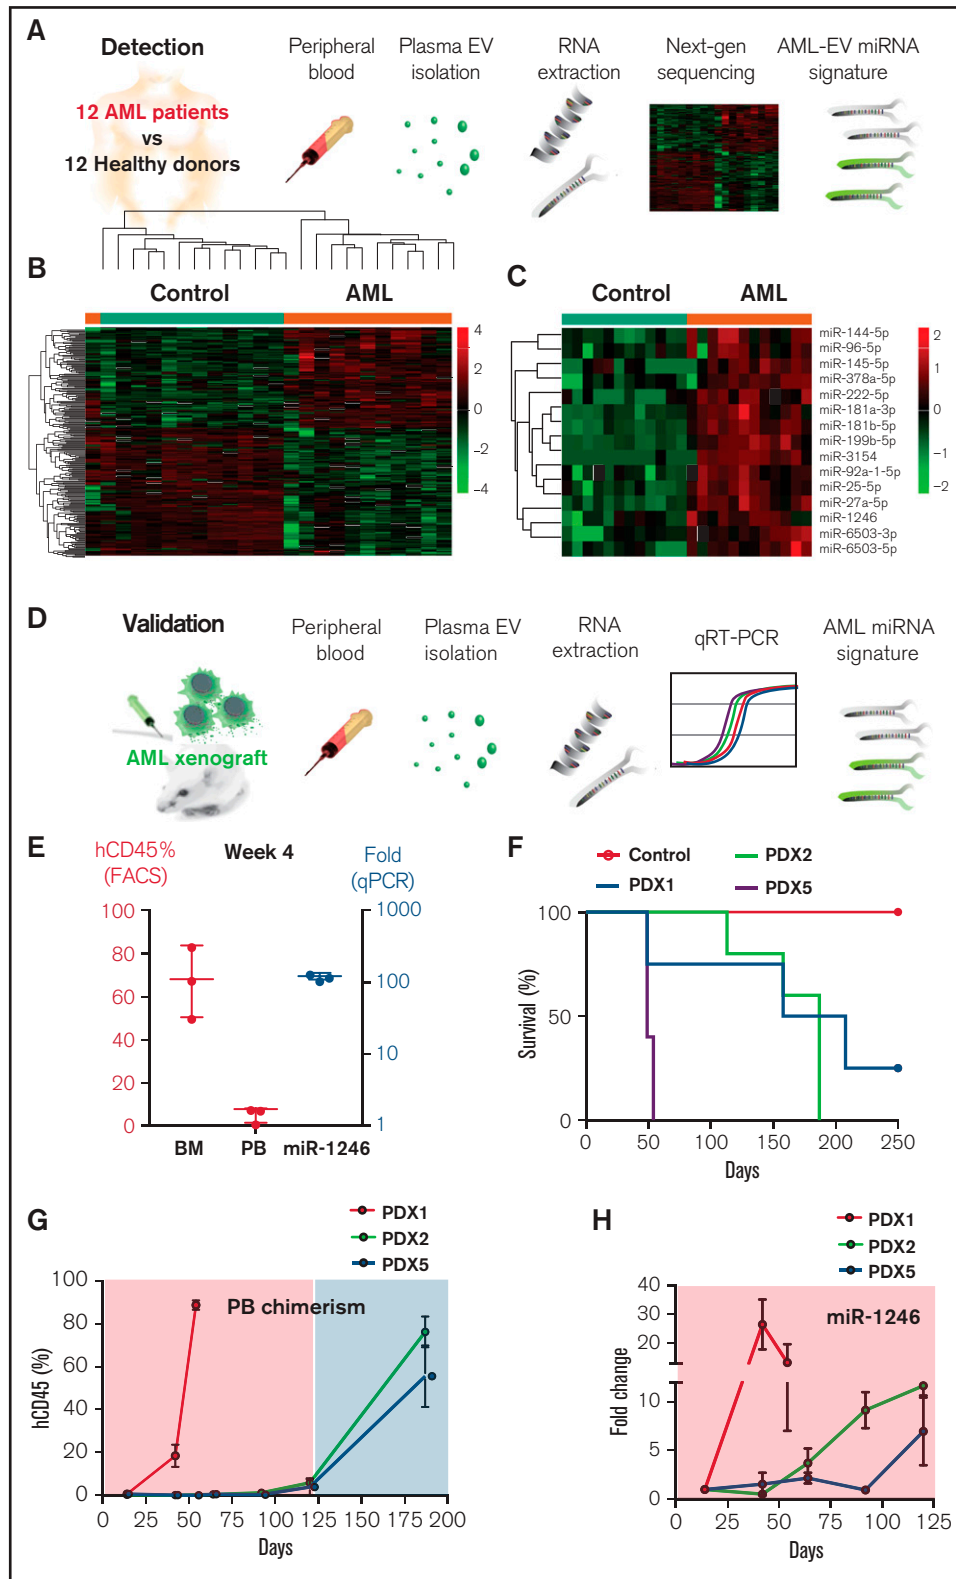 A
Detection
12 AML patients
vs
12 Healthy donors
Peripheral
blood
Plasma EV
isolation
RNA
extraction
Next-gen
sequencing
AML-EV miRNA
signature
B
Control
AML
4
2
0
–2
–4
C
Control
AML
miR-144-5p
miR-96-5p
miR-145-5p
miR-378a-5p
miR-222-5p
miR-181a-3p
miR-181b-5p
miR-199b-5p
miR-3154
miR-92a-1-5p
miR-25-5p
miR-27a-5p
miR-1246
miR-6503-3p
miR-6503-5p
2
1
0
–1
–2
D
Validation
AML xenograft
Peripheral
blood
Plasma EV
isolation
RNA
extraction
qRT-PCR
AML miRNA
signature
E
hCD45%
(FACS)
Week 4
Fold
(qPCR)
100
80
60
40
20
0
1000
100
10
1
BM
PB
miR-1246
F
Control
PDX1
PDX2
PDX5
Survival (%)
100
50
0
0
50
100
150
200
250
Days
G
PDX1
PDX2
PDX5
PB chimerism
hCD45 (%)
100
80
60
40
20
0
0
25
50
75
100
125
150
175
200
Days
H
PDX1
PDX2
PDX5
miR-1246
Fold change
40
30
20
10
5
0
0
25
50
75
100
125
Days